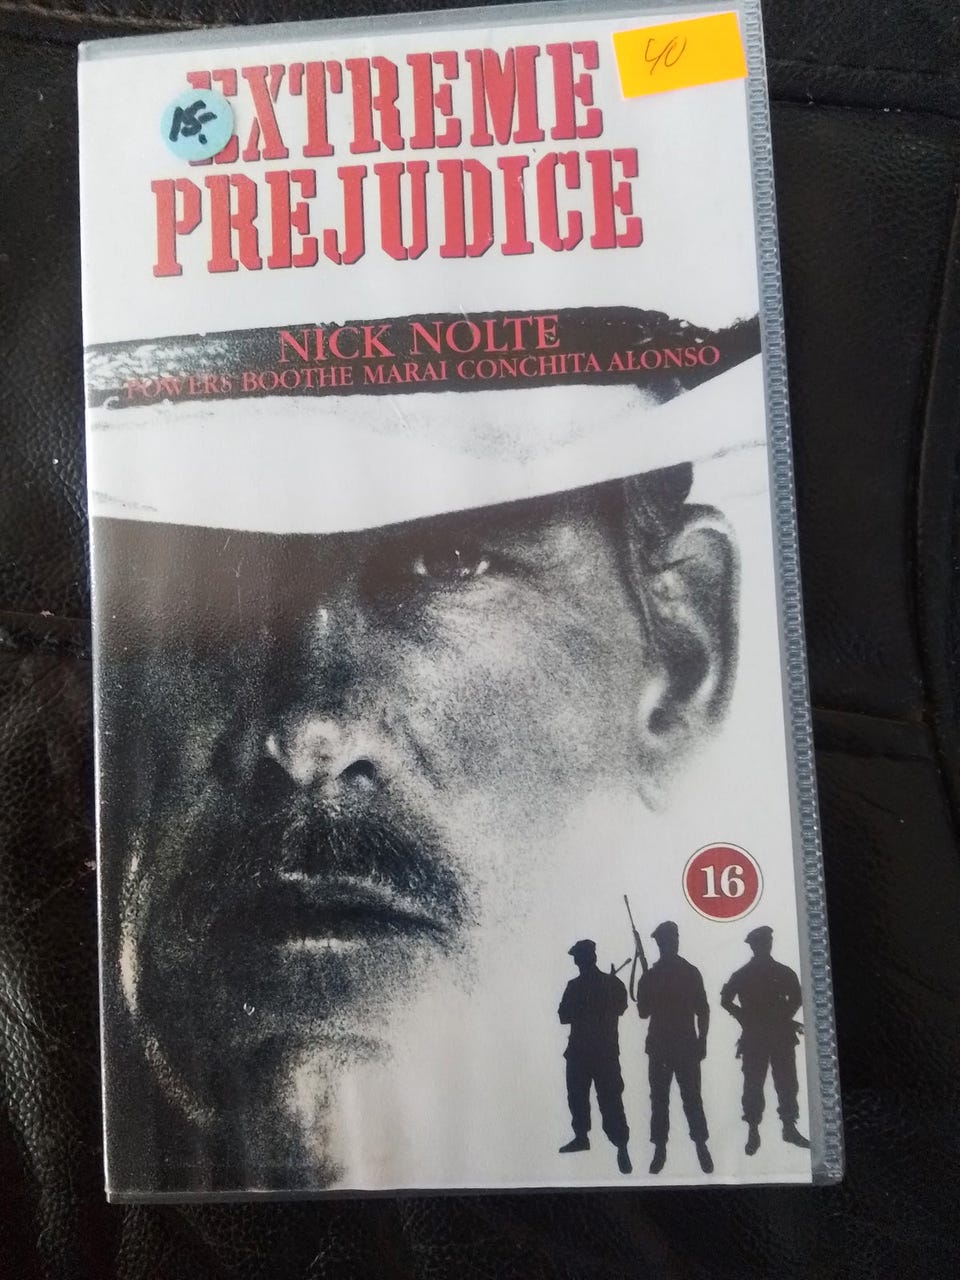 40
15.-
EXTREME
PREJUDICE
NICK NOLTE
POWERS BOOTHE MARAI CONCHITA ALONSO
16